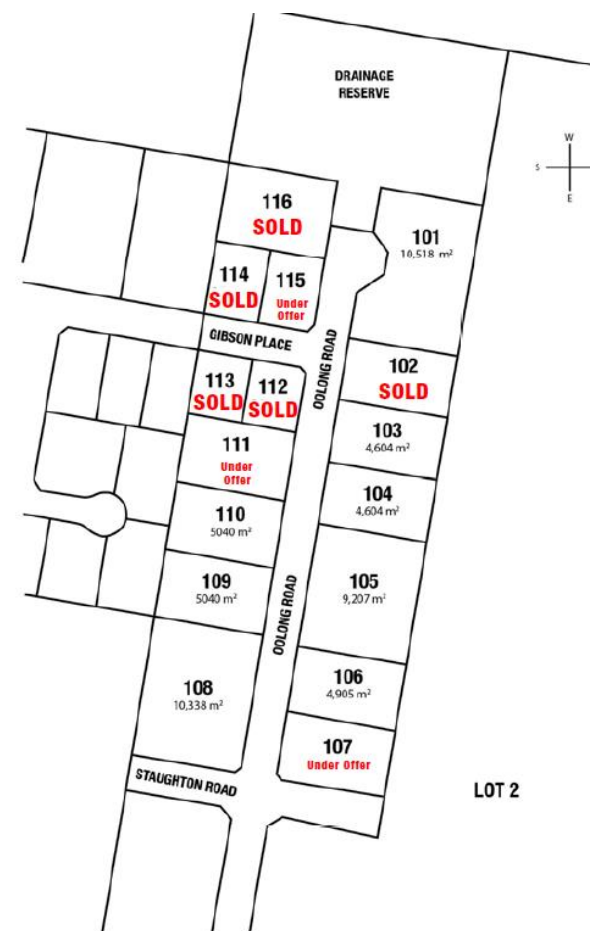 DRAINAGE
RESERVE
W
S
E
116
SOLD
101
10,518 m²
114
SOLD
115
Under
Offer
GIBSON PLACE
OOLONG ROAD
102
SOLD
113
SOLD
112
SOLD
103
4,604 m²
111
Under
Offer
104
4,604 m²
110
5040 m²
105
9,207 m²
109
5040 m²
OOLONG ROAD
106
4,905 m²
108
10,338 m²
107
Under Offer
STAUGHTON ROAD
LOT 2